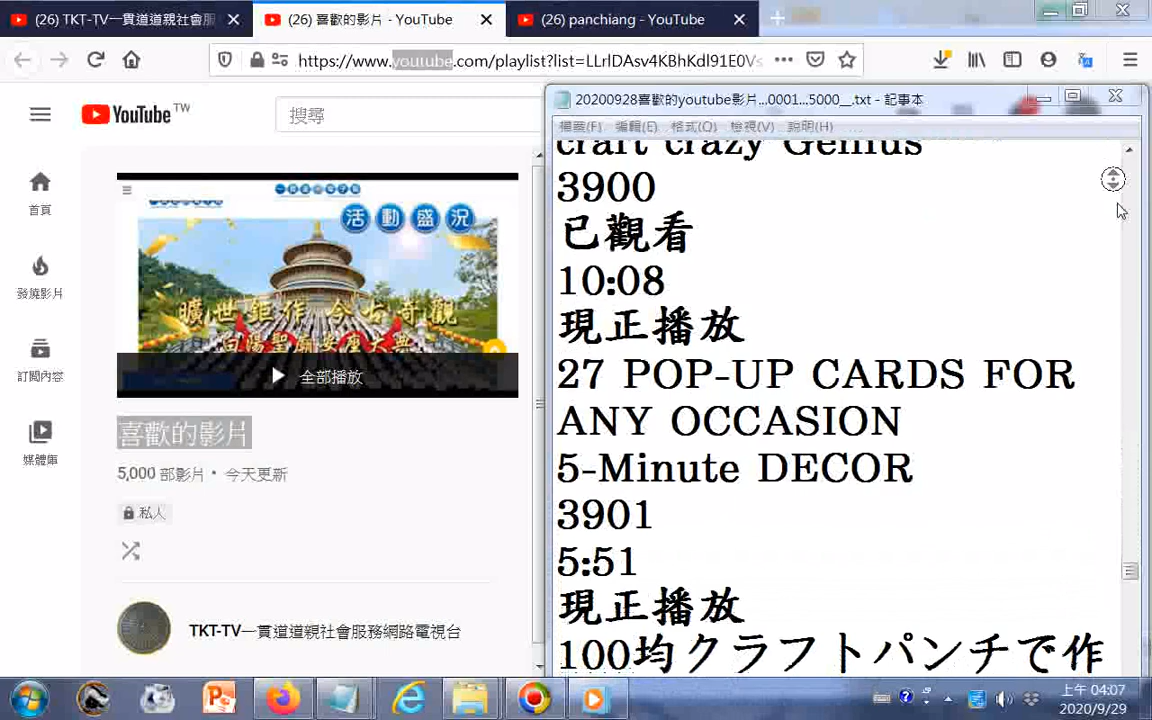 (26) TKT-TV一貫道道親社會服
(26) 喜歡的影片 - YouTube
(26) panchiang - YouTube
https://www.youtube.com/playlist?list=LLrlDAsv4KBhKdl91E0Vs
YouTube TW
搜尋
首頁
發燒影片
訂閱內容
媒體庫
活動盛況
曠世鉅作 今古奇觀
全部播放
喜歡的影片
5,000 部影片 • 今天更新
私人
TKT-TV一貫道道親社會服務網路電視台
20200928喜歡的youtube影片...0001...5000__.txt - 記事本
檔案(F) 編輯(E) 格式(O) 檢視(V) 說明(H)
craft crazy Genius
3900
已觀看
10:08
現正播放
27 POP-UP CARDS FOR
ANY OCCASION
5-Minute DECOR
3901
5:51
現正播放
100均クラフトパンチで作
上午 04:07
2020/9/29